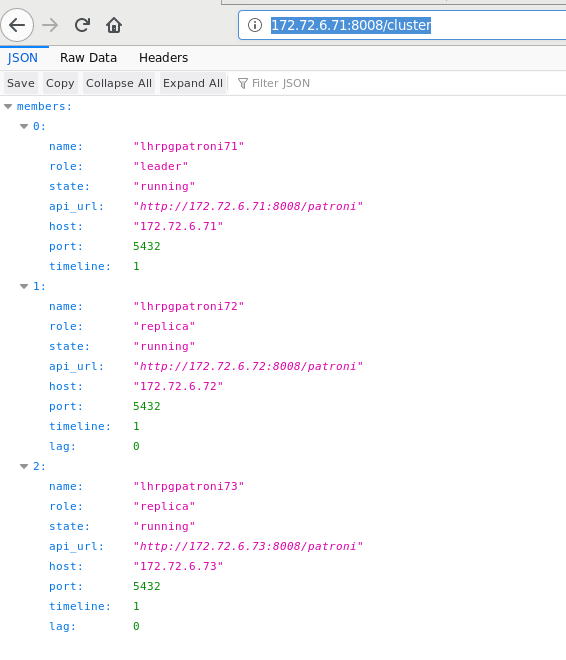 172.72.6.71:8008/cluster
JSON Raw Data Headers
Save Copy Collapse All Expand All Filter JSON
members:
0:
name: "lhrpgpatroni71"
role: "leader"
state: "running"
api_url: "http://172.72.6.71:8008/patroni"
host: "172.72.6.71"
port: 5432
timeline: 1
1:
name: "lhrpgpatroni72"
role: "replica"
state: "running"
api_url: "http://172.72.6.72:8008/patroni"
host: "172.72.6.72"
port: 5432
timeline: 1
lag: 0
2:
name: "lhrpgpatroni73"
role: "replica"
state: "running"
api_url: "http://172.72.6.73:8008/patroni"
host: "172.72.6.73"
port: 5432
timeline: 1
lag: 0